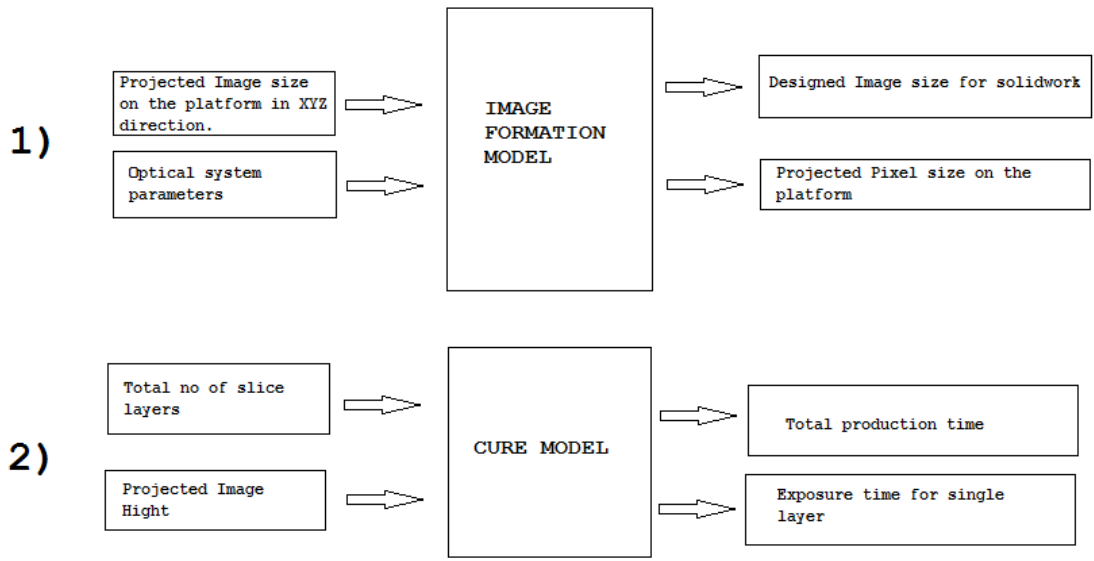 1)
Projected Image size
on the platform in XYZ
direction.
Optical system
parameters
IMAGE
FORMATION
MODEL
Designed Image size for solidwork
Projected Pixel size on the
platform
2)
Total no of slice
layers
Projected Image
Hight
CURE MODEL
Total production time
Exposure time for single
layer